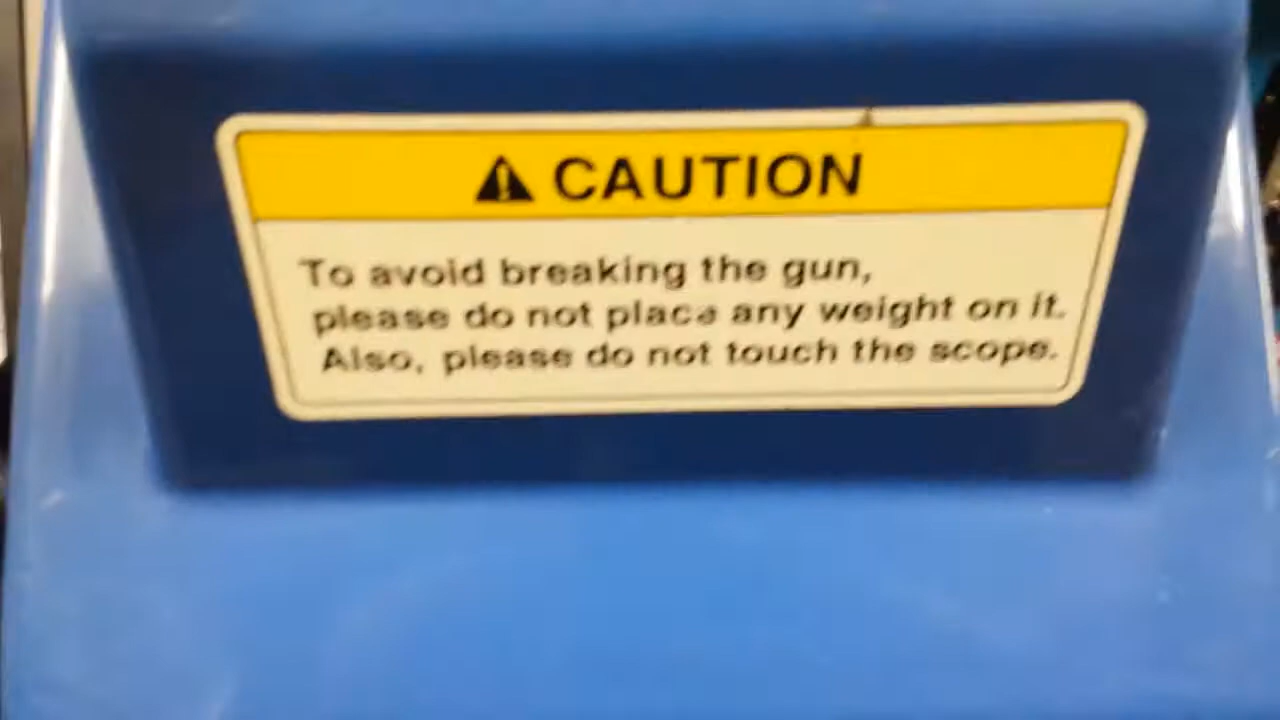 CAUTION
To avoid breaking the gun,
please do not place any weight on it.
Also, please do not touch the scope.